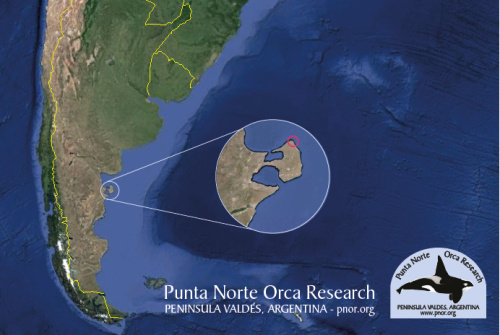 Punta Norte Orca Research
PENINSULA VALDÉS, ARGENTINA - pnor.org
Punta Norte Orca Research
PENINSULA VALDES, ARGENTINA
www.pnor.org